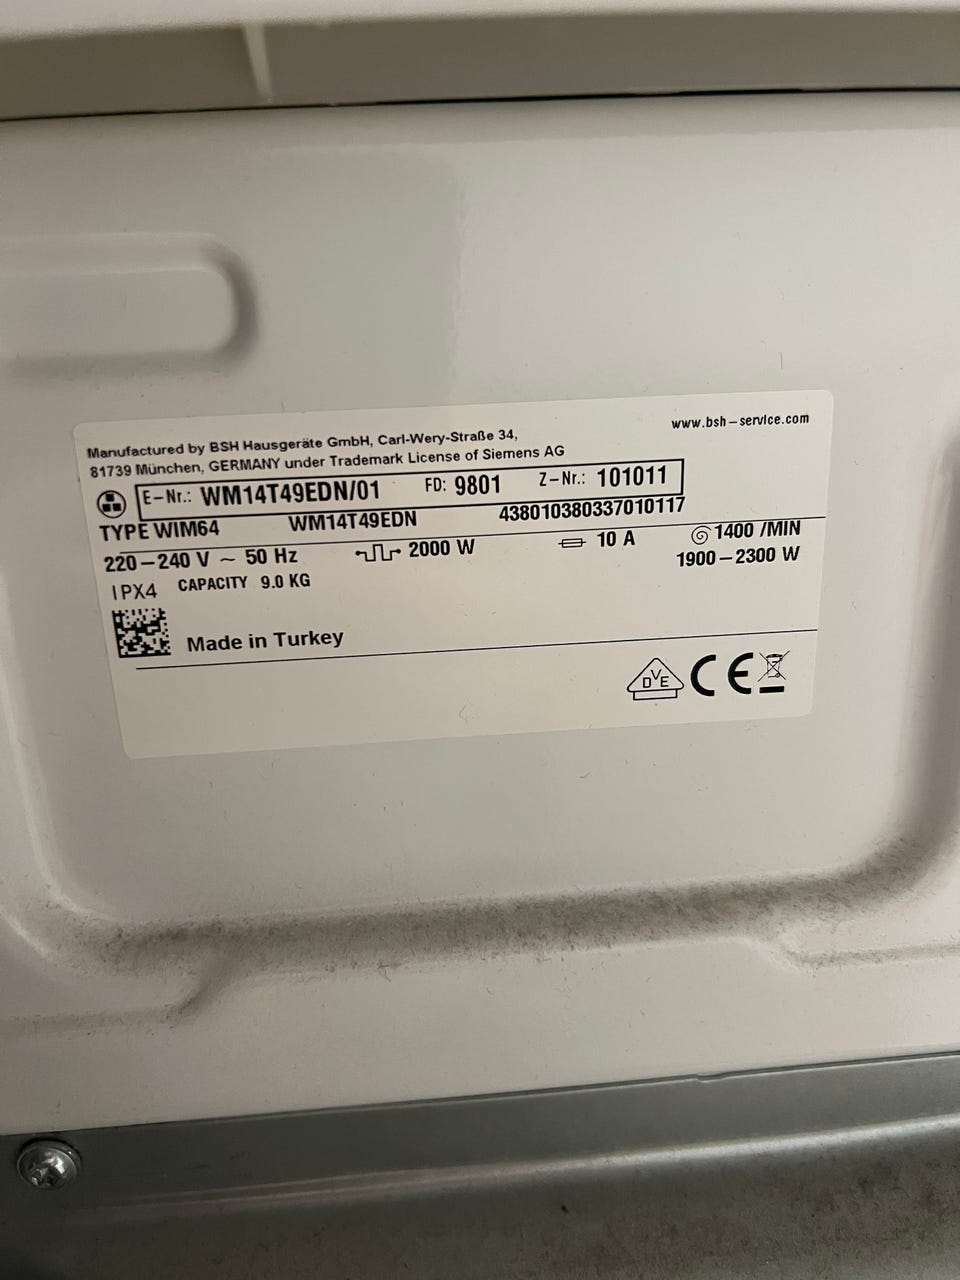 www.bsh-service.com
Manufactured by BSH Hausgeräte GmbH, Carl-Wery-Straße 34,
81739 München, GERMANY under Trademark License of Siemens AG
E-Nr.: WM14T49EDN/01 FD: 9801 Z-Nr.: 101011
TYPE WIM64 WM14T49EDN 438010380337010117
220-240 V ~ 50 Hz 2000 W 10 A 1400 /MIN
1900-2300 W
IPX4 CAPACITY 9.0 KG
Made in Turkey
DVE CE